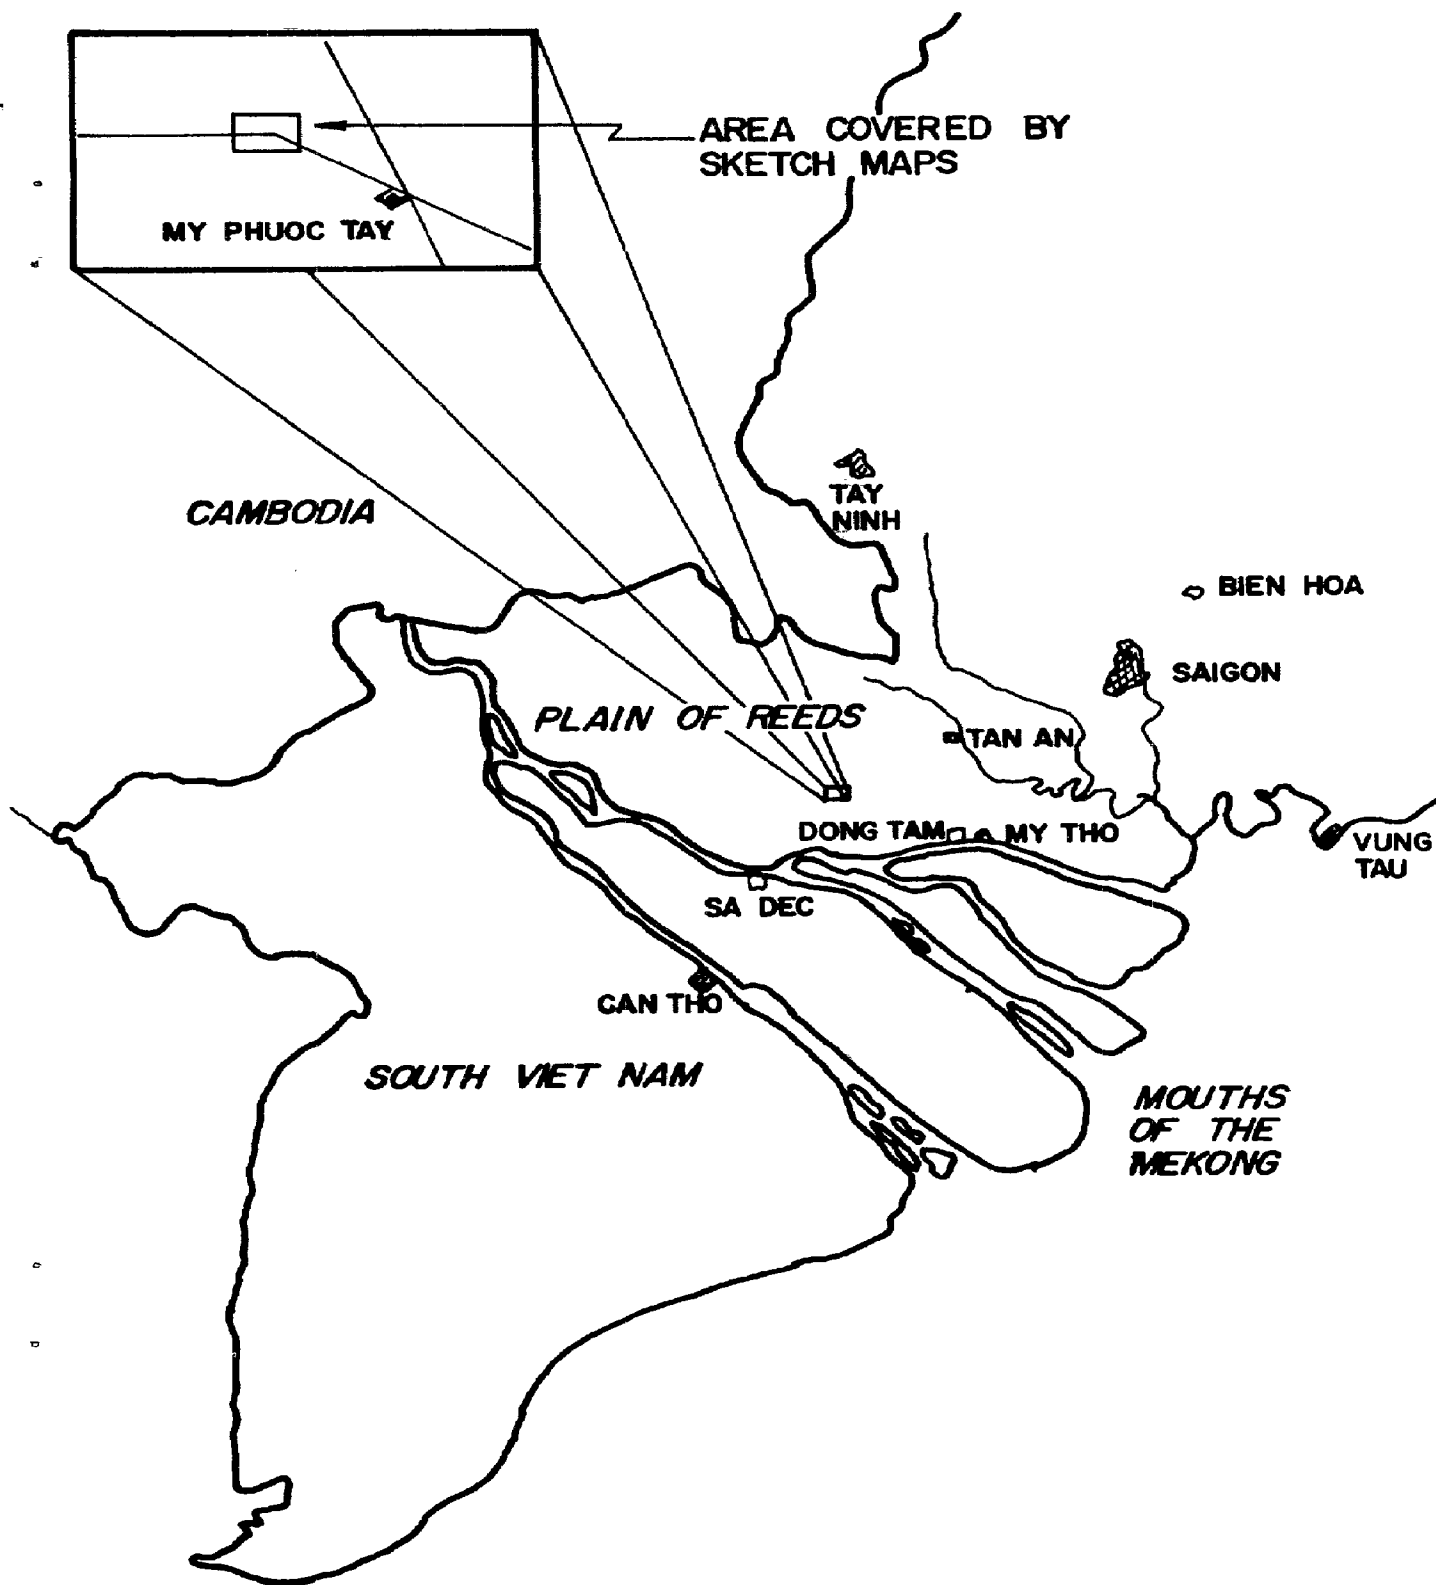 AREA COVERED BY
SKETCH MAPS
MY PHUOC TAY
CAMBODIA
TAY
NINH
BIEN HOA
SAIGON
PLAIN OF REEDS
TAN AN
DONG TAM
MY THO
VUNG
TAU
SA DEC
CAN THO
SOUTH VIET NAM
MOUTHS
OF THE
MEKONG